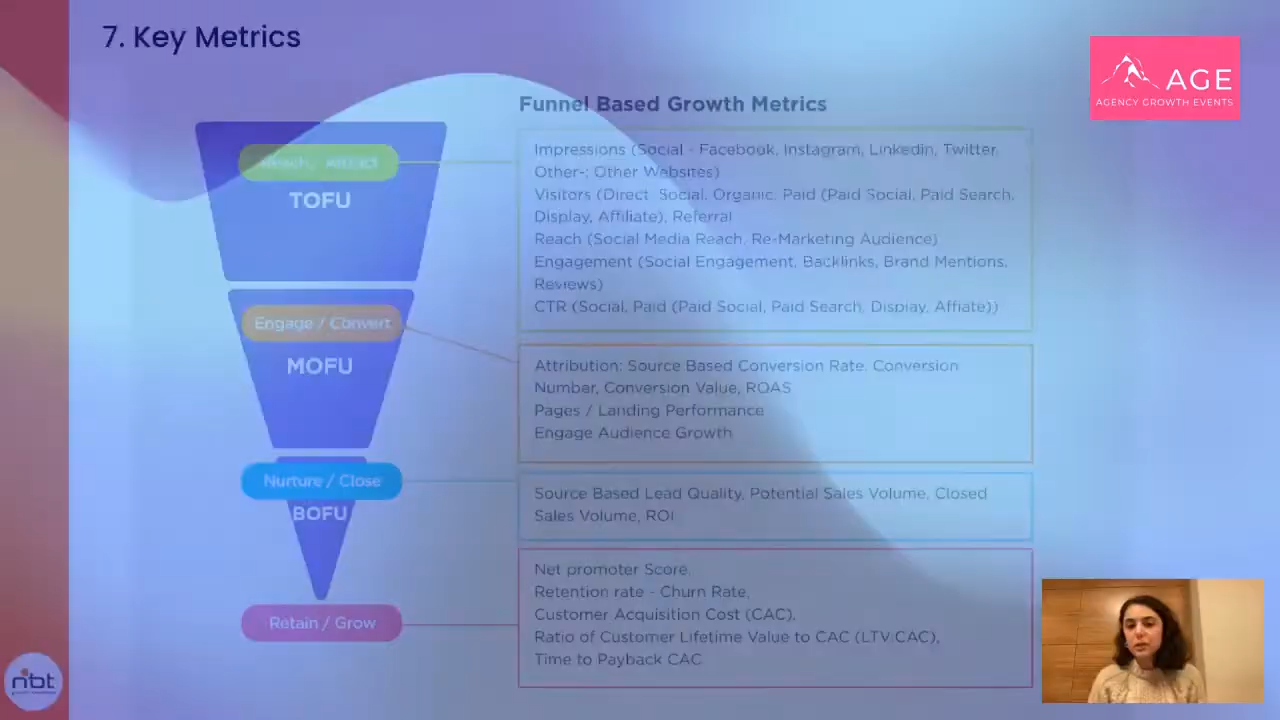 7. Key Metrics
AGE
AGENCY GROWTH EVENTS
Funnel Based Growth Metrics
Reach, Attract
TOFU
Impressions (Social - Facebook, Instagram, Linkedin, Twitter,
Other-; Other Websites)
Visitors (Direct, Social, Organic, Paid (Paid Social, Paid Search,
Display, Affiliate), Referral
Reach (Social Media Reach, Re-Marketing Audience)
Engagement (Social Engagement, Backlinks, Brand Mentions,
Reviews)
CTR (Social, Paid (Paid Social, Paid Search, Display, Affiate))
Engage / Convert
MOFU
Attribution: Source Based Conversion Rate, Conversion
Number, Conversion Value, ROAS
Pages / Landing Performance
Engage Audience Growth
Nurture / Close
BOFU
Source Based Lead Quality, Potential Sales Volume, Closed
Sales Volume, ROI
Retain / Grow
Net promoter Score,
Retention rate - Churn Rate,
Customer Acquisition Cost (CAC),
Ratio of Customer Lifetime Value to CAC (LTV:CAC),
Time to Payback CAC
nbt